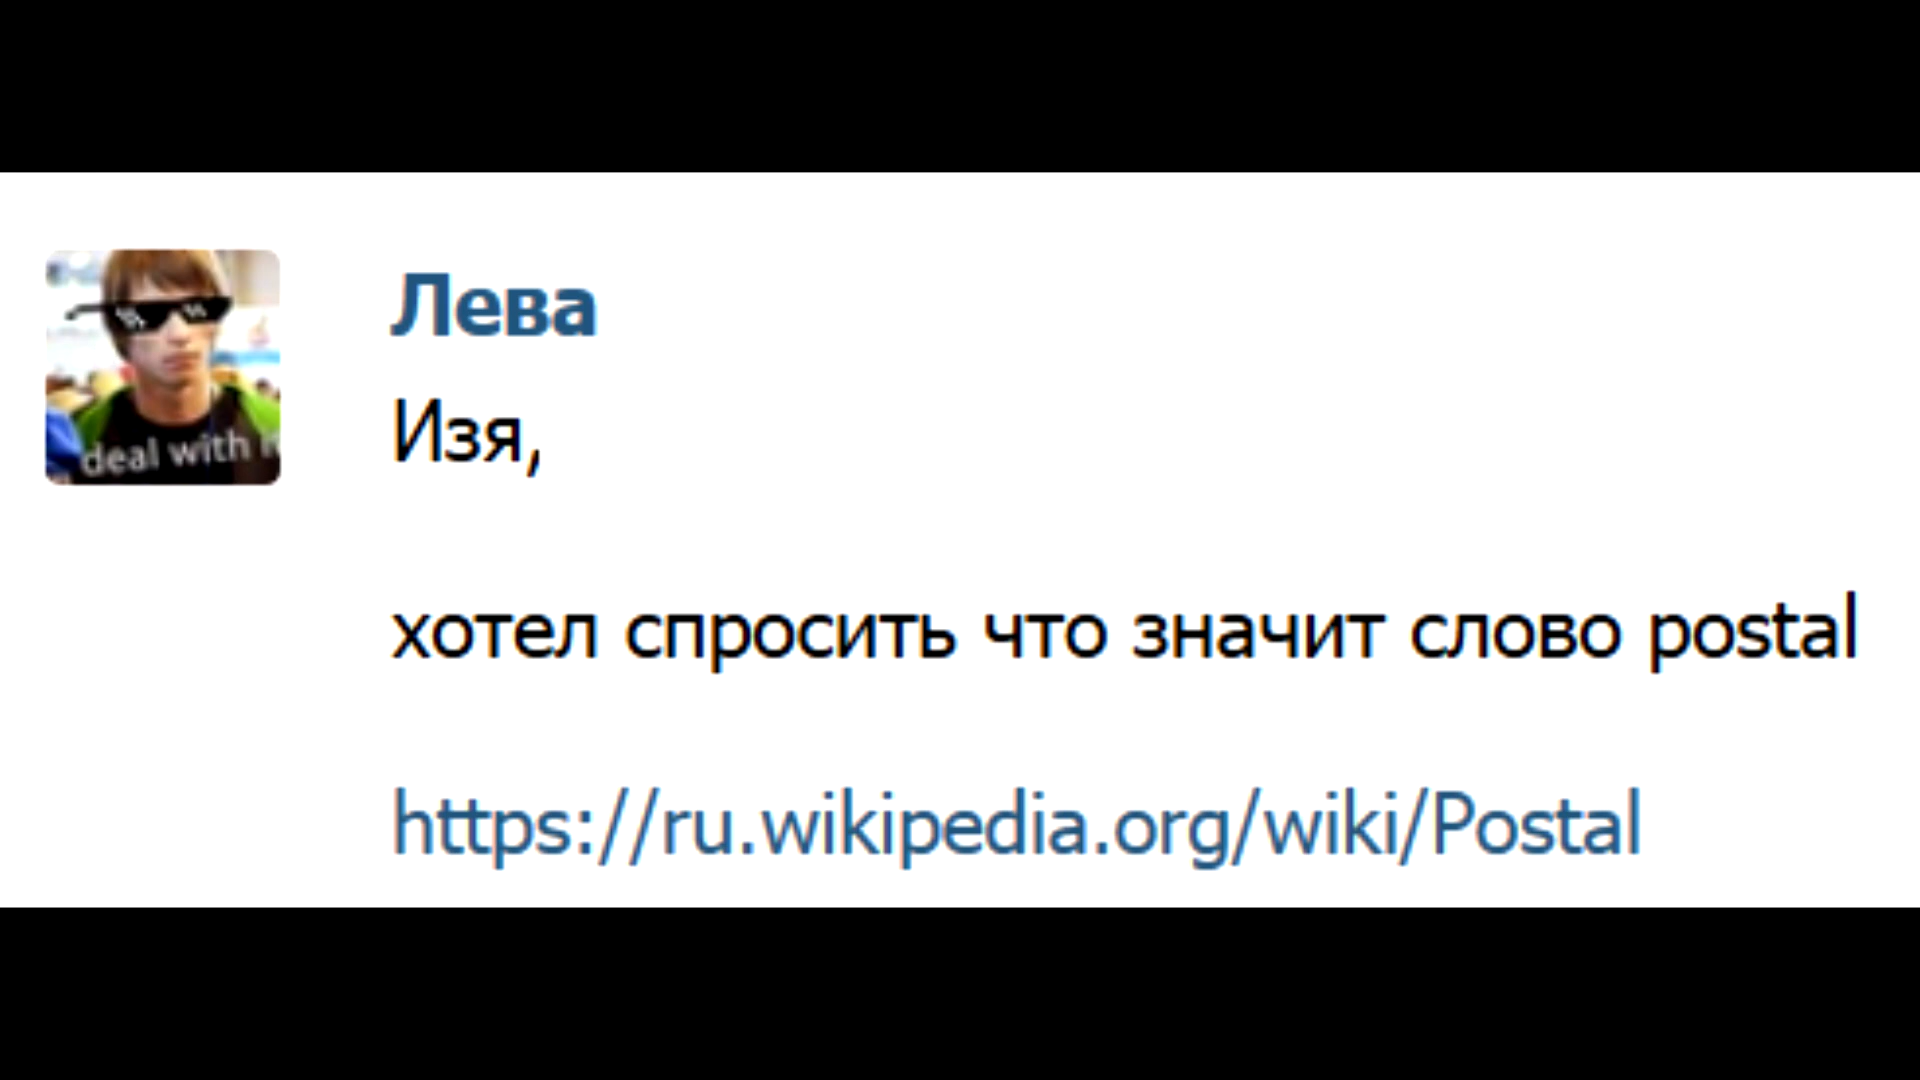 deal with
Лева
Изя,
хотел спросить что значит слово postal
https://ru.wikipedia.org/wiki/Postal